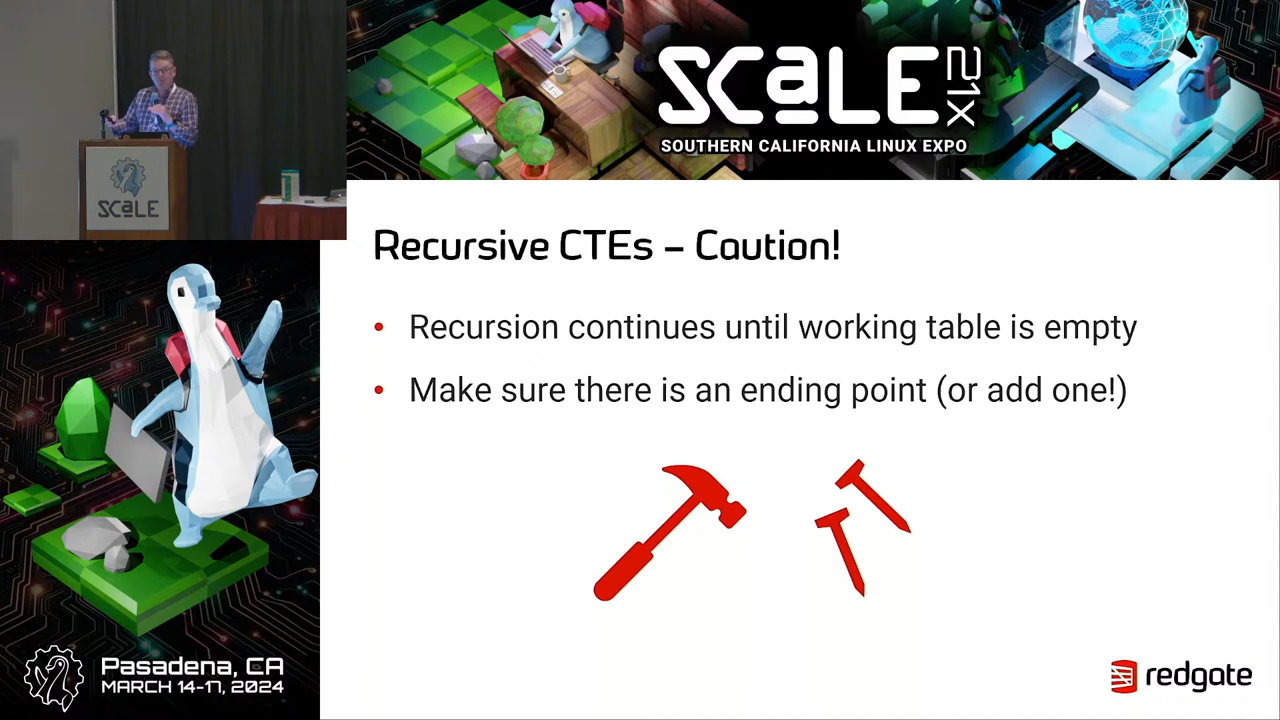 SCALE 21X
SOUTHERN CALIFORNIA LINUX EXPO
SCALE
Recursive CTEs – Caution!
• Recursion continues until working table is empty
• Make sure there is an ending point (or add one!)
Pasadena, CA
MARCH 14-17, 2024
redgate